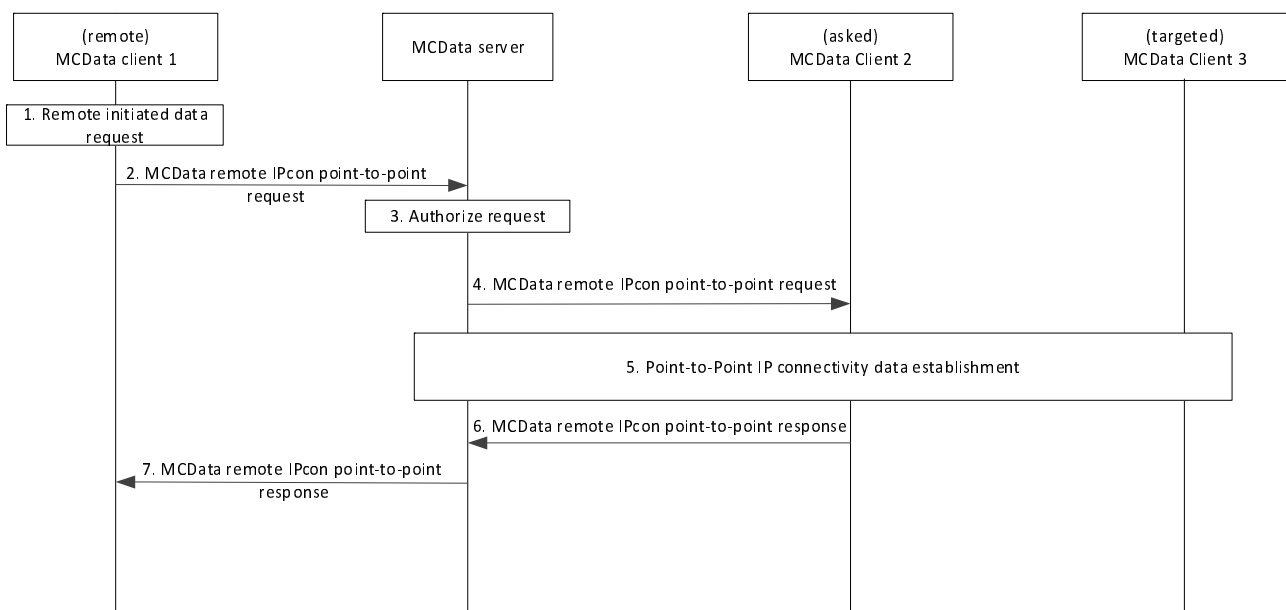 (remote)
MCData client 1
MCData server
(asked)
MCData Client 2
(targeted)
MCData Client 3
1. Remote initiated data
request
2. MCData remote IPcon point-to-point
request
3. Authorize request
4. MCData remote IPcon point-to-point request
5. Point-to-Point IP connectivity data establishment
6. MCData remote IPcon point-to-point response
7. MCData remote IPcon point-to-point
response